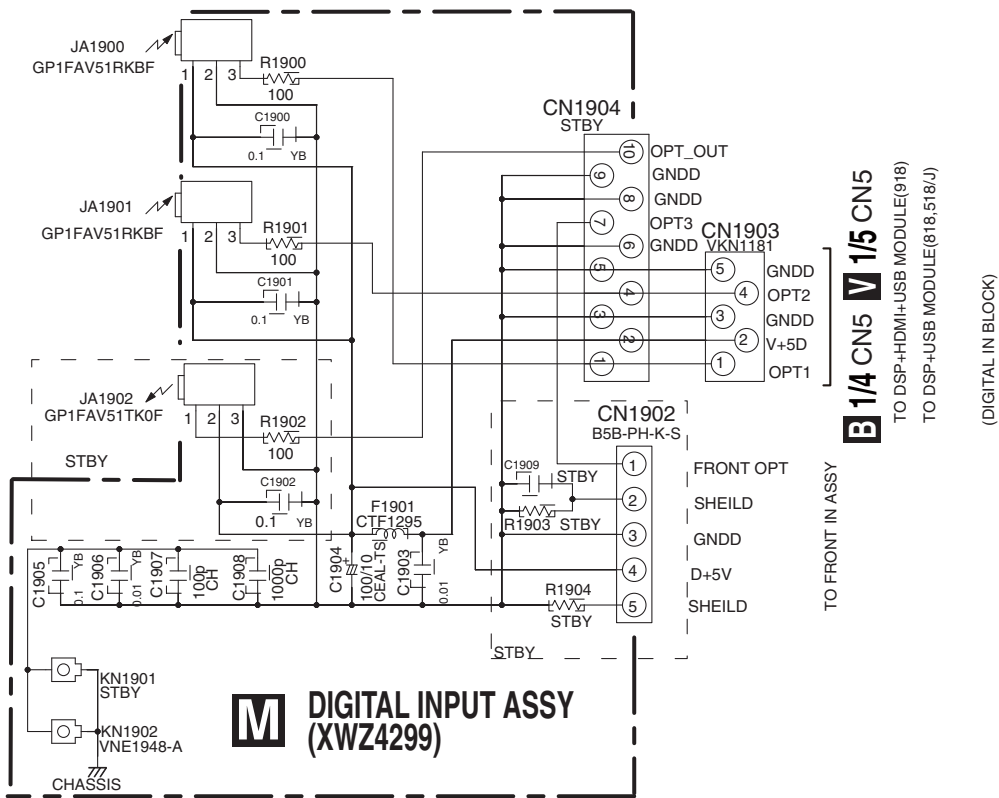 JA1900
GP1FAV51RKBF
1 2 3
R1900
100
C1900
0.1 YB
JA1901
GP1FAV51RKBF
1 2 3
R1901
100
C1901
0.1 YB
JA1902
GP1FAV51TK0F
1 2 3
R1902
100
STBY
C1902
0.1 YB
F1901
CTF1295
C1905
0.1 YB
C1906
0.01 YB
C1907
100p
CH
C1908
1000p
CH
C1904
100/10
CEAL-TS
C1903
0.01 YB
CN1904
STBY
10 OPT_OUT
9 GNDD
8 GNDD
7 OPT3
6 GNDD
5
4
3
2
1
CN1903
VKN1181
5 GNDD
4 OPT2
3 GNDD
2 V+5D
1 OPT1
CN1902
B5B-PH-K-S
1 FRONT OPT
2 SHEILD
3 GNDD
4 D+5V
5 SHEILD
C1909
STBY
R1903 STBY
R1904
STBY
STBY
B 1/4 CN5 V 1/5 CN5
TO DSP+HDMI+USB MODULE(918)
TO DSP+USB MODULE(818,518/J)
(DIGITAL IN BLOCK)
TO FRONT IN ASSY
KN1901
STBY
KN1902
VNE1948-A
CHASSIS
M DIGITAL INPUT ASSY
(XWZ4299)